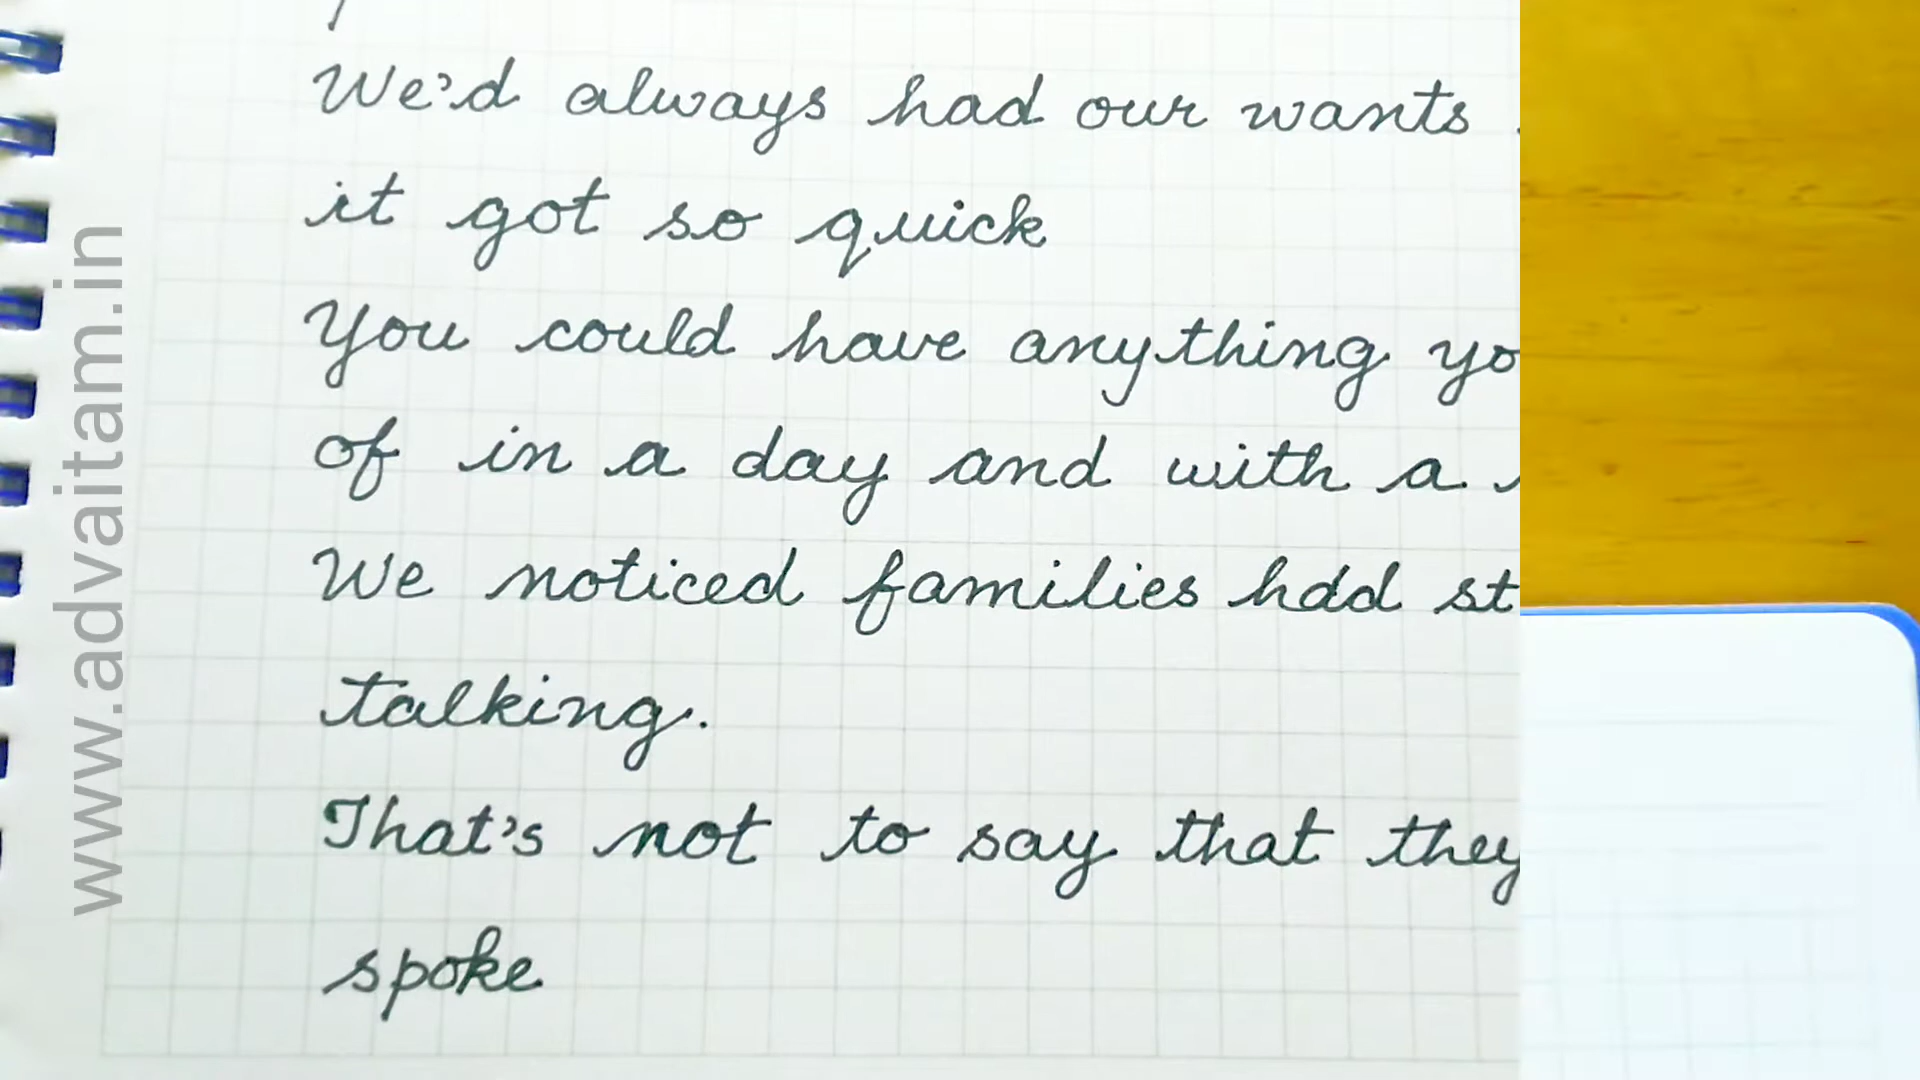 We'd always had our wants
it got so quick
You could have anything yo
of in a day and with a
We noticed families hdd st
talking.
That's not to say that they
spoke
www.advaitam.in